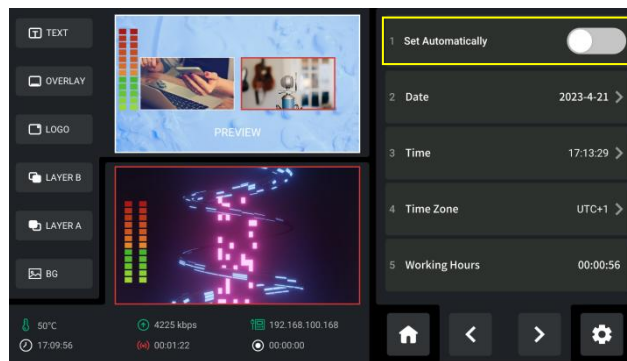 TEXT
OVERLAY
LOGO
LAYER B
LAYER A
BG
PREVIEW
50°C
4225 kbps
192.168.100.168
17:09:56
00:01:22
00:00:00
1 Set Automatically
2 Date 2023-4-21
3 Time 17:13:29
4 Time Zone UTC+1
5 Working Hours 00:00:56